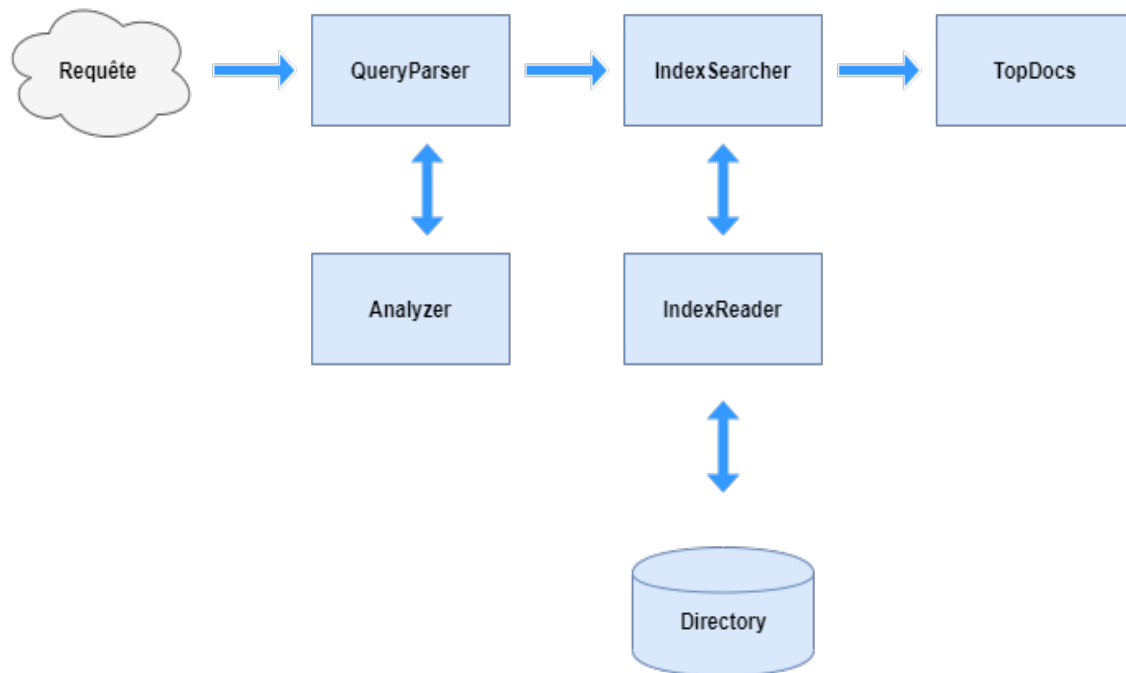 Requête
QueryParser
IndexSearcher
TopDocs
Analyzer
IndexReader
Directory